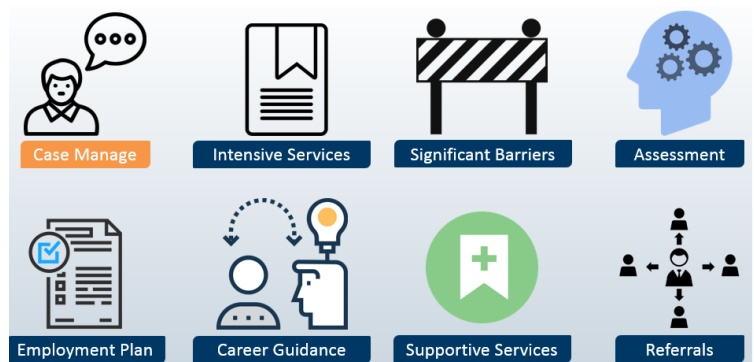 Case Manage
Intensive Services
Significant Barriers
Assessment
Employment Plan
Career Guidance
Supportive Services
Referrals